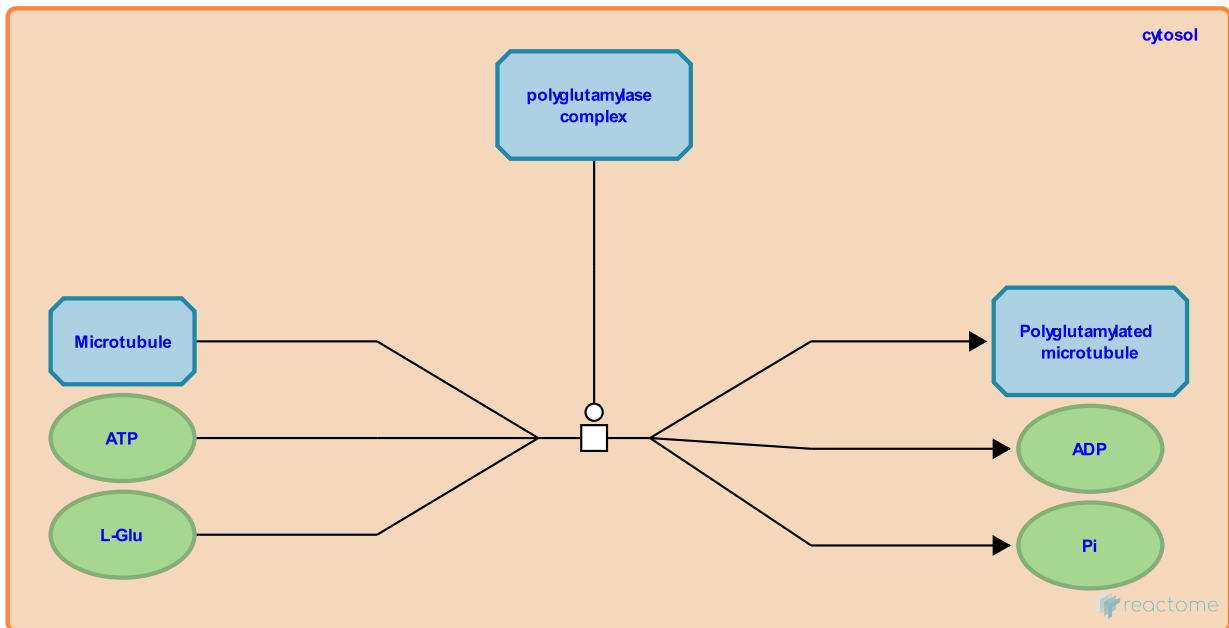 cytosol
polyglutamylase
complex
Microtubule
Polyglutamylated
microtubule
ATP
ADP
L-Glu
Pi
reactome